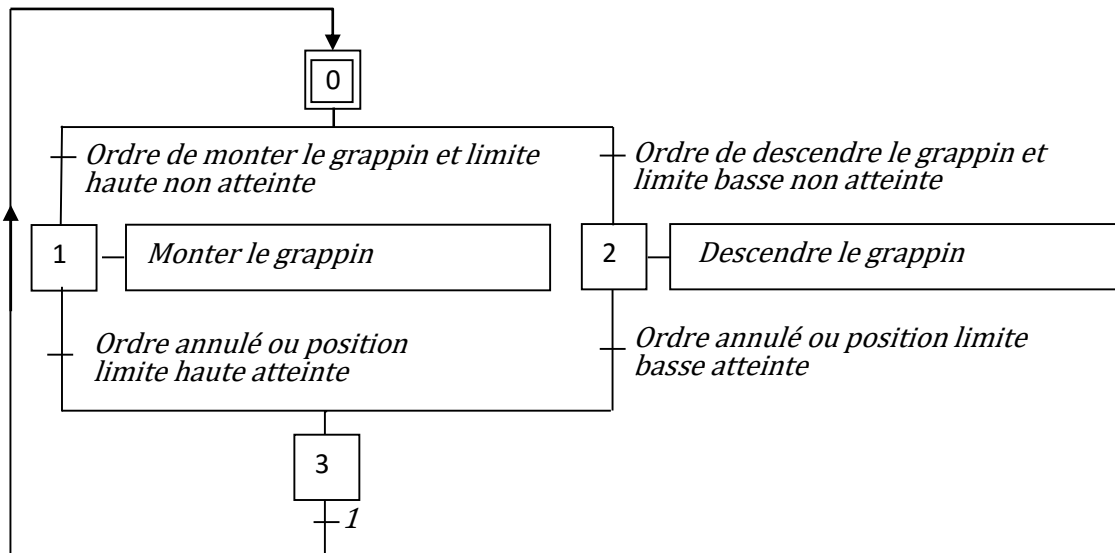 0
Ordre de monter le grappin et limite
haute non atteinte
Ordre de descendre le grappin et
limite basse non atteinte
1
Monter le grappin
2
Descendre le grappin
Ordre annulé ou position
limite haute atteinte
Ordre annulé ou position limite
basse atteinte
3
1